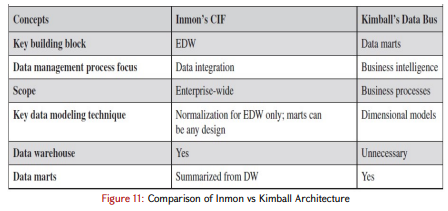 Concepts Inmon's CIF Kimball's Data Bus
Key building block EDW Data marts
Data management process focus Data integration Business intelligence
Scope Enterprise-wide Business processes
Key data modeling technique Normalization for EDW only; marts can Dimensional models
be any design
Data warehouse Yes Unnecessary
Data marts Summarized from DW Yes
Figure 11: Comparison of Inmon vs Kimball Architecture